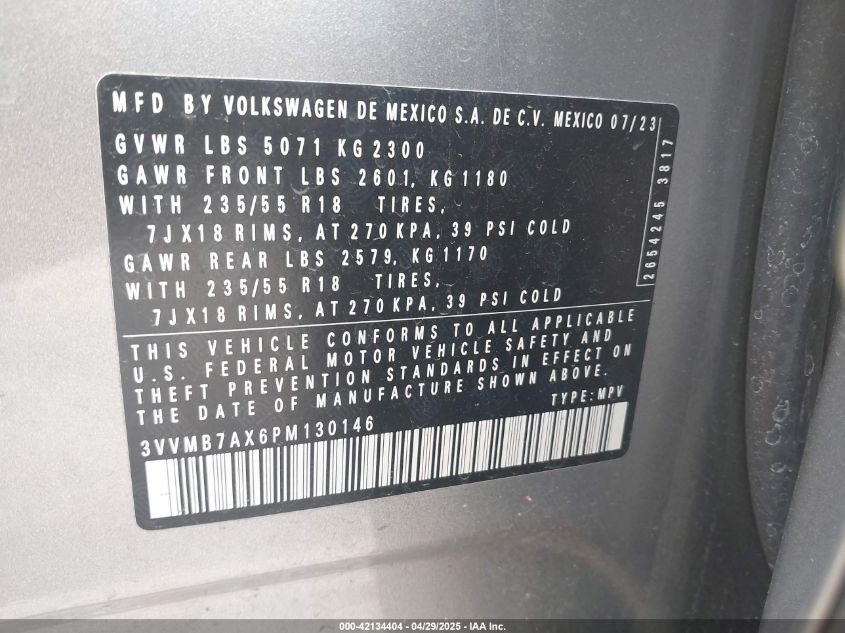 MFD BY VOLKSWAGEN DE MEXICO S.A. DE C.V. MEXICO 07/23
GVWR LBS 5071 KG 2300
GAWR FRONT LBS 2601, KG 1180
WITH 235/55 R18 TIRES,
7JX18 RIMS, AT 270 KPA, 39 PSI COLD
GAWR REAR LBS 2579, KG 1170
WITH 235/55 R18 TIRES,
7JX18 RIMS, AT 270 KPA, 39 PSI COLD
2654245 3817
THIS VEHICLE CONFORMS TO ALL APPLICABLE
U.S. FEDERAL MOTOR VEHICLE SAFETY AND
THEFT PREVENTION STANDARDS IN EFFECT ON
THE DATE OF MANUFACTURE SHOWN ABOVE.
TYPE: MPV
3VVMB7AX6PM130146
000-42134404 - 04/29/2025 - IAA Inc.